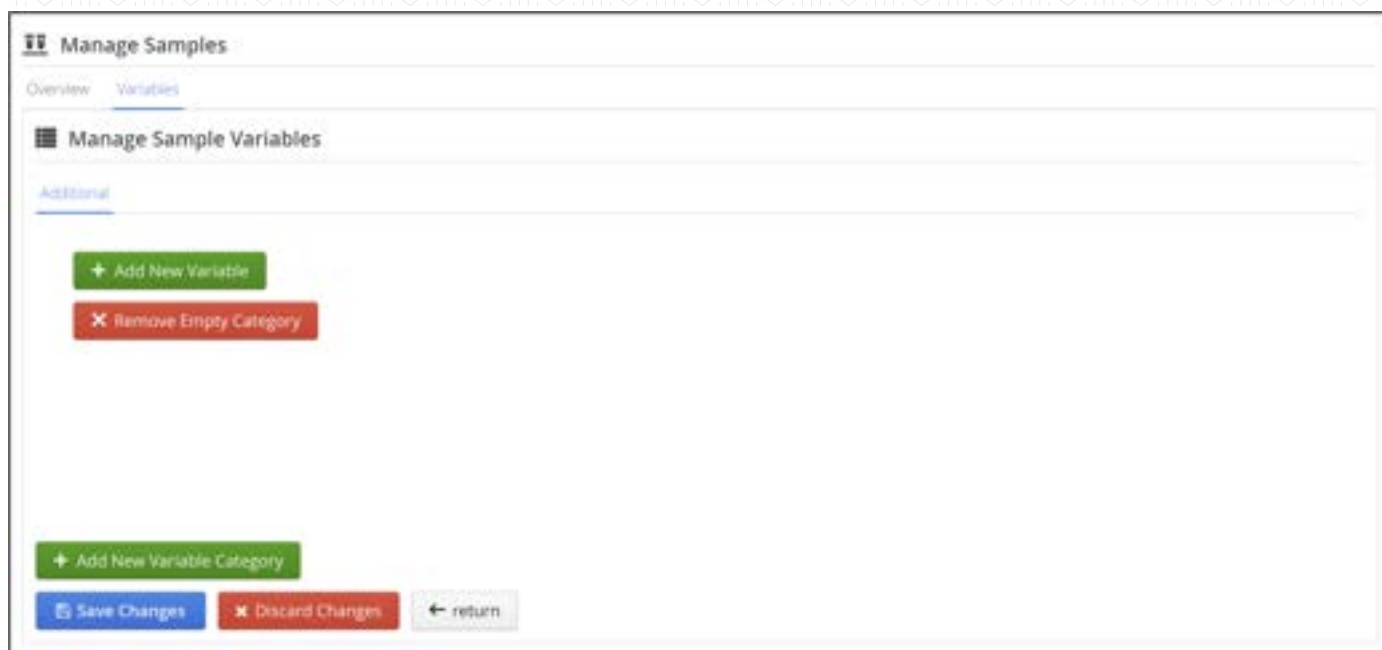 Manage Samples
Overview Variables
Manage Sample Variables
Additional
+ Add New Variable
× Remove Empty Category
+ Add New Variable Category
Save Changes × Discard Changes ← return